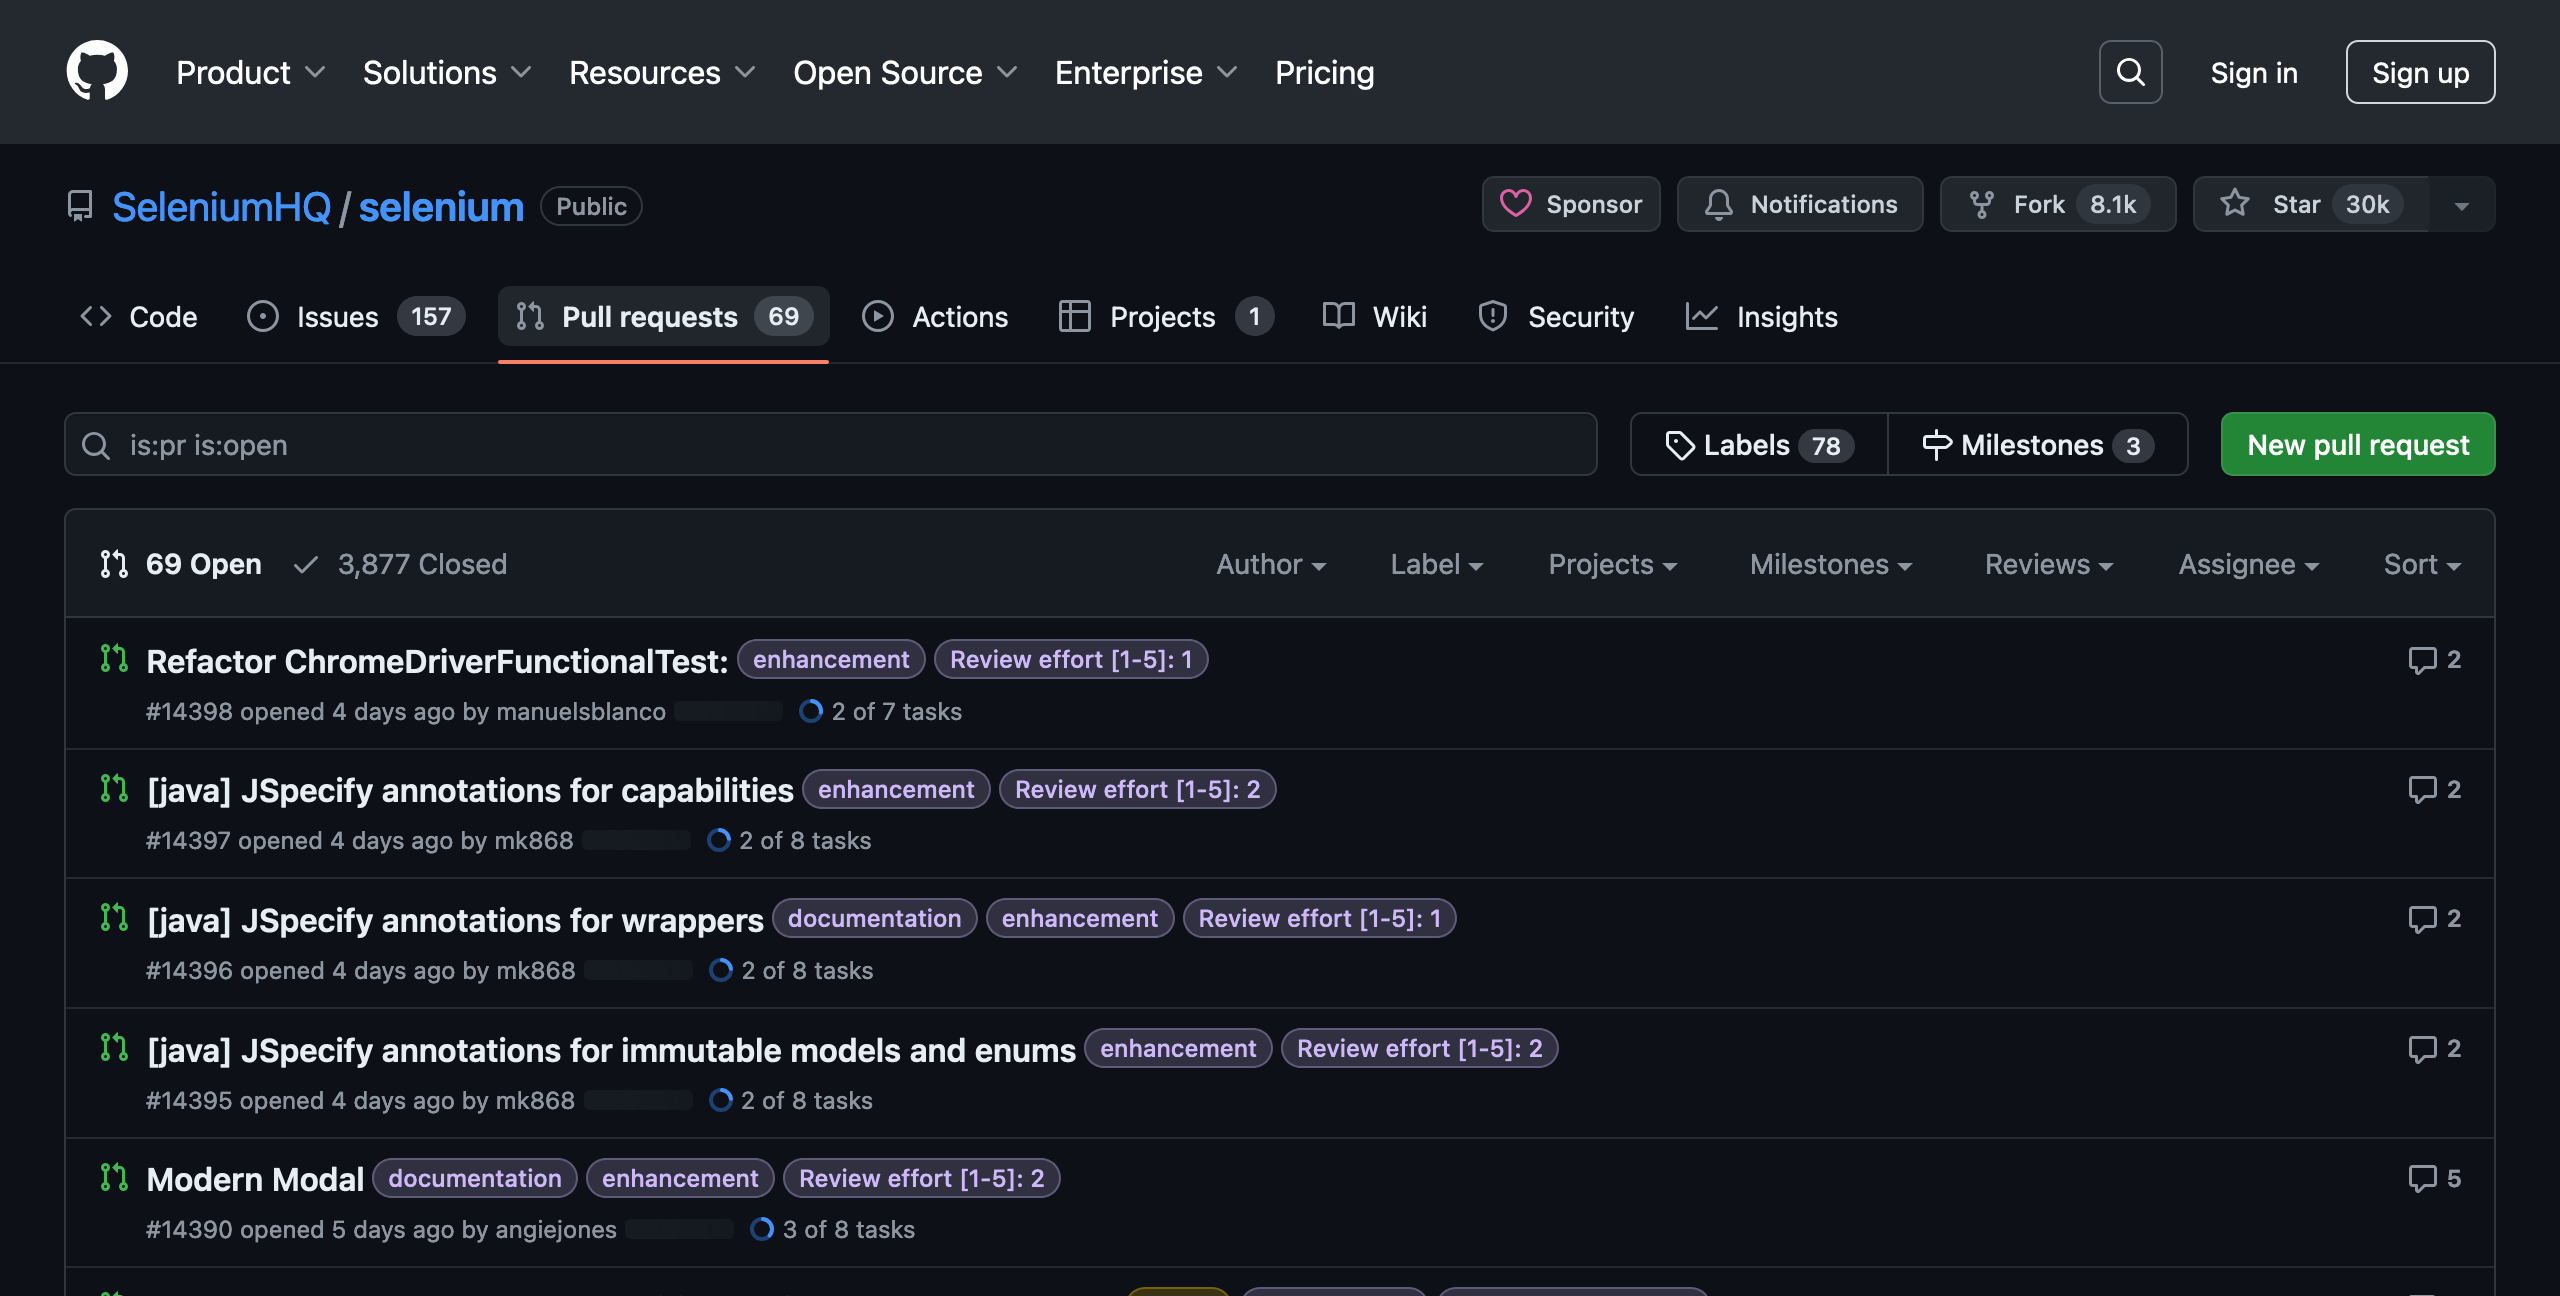 Product Solutions Resources Open Source Enterprise Pricing Sign in Sign up
SeleniumHQ / selenium Public Sponsor Notifications Fork 8.1k Star 30k
Code Issues 157 Pull requests 69 Actions Projects 1 Wiki Security Insights
is:pr is:open Labels 78 Milestones 3 New pull request
69 Open 3,877 Closed Author Label Projects Milestones Reviews Assignee Sort
Refactor ChromeDriverFunctionalTest: enhancement Review effort [1-5]: 1 2
#14398 opened 4 days ago by manuelsblanco 2 of 7 tasks
[java] JSpecify annotations for capabilities enhancement Review effort [1-5]: 2 2
#14397 opened 4 days ago by mk868 2 of 8 tasks
[java] JSpecify annotations for wrappers documentation enhancement Review effort [1-5]: 1 2
#14396 opened 4 days ago by mk868 2 of 8 tasks
[java] JSpecify annotations for immutable models and enums enhancement Review effort [1-5]: 2 2
#14395 opened 4 days ago by mk868 2 of 8 tasks
Modern Modal documentation enhancement Review effort [1-5]: 2 5
#14390 opened 5 days ago by angiejones 3 of 8 tasks